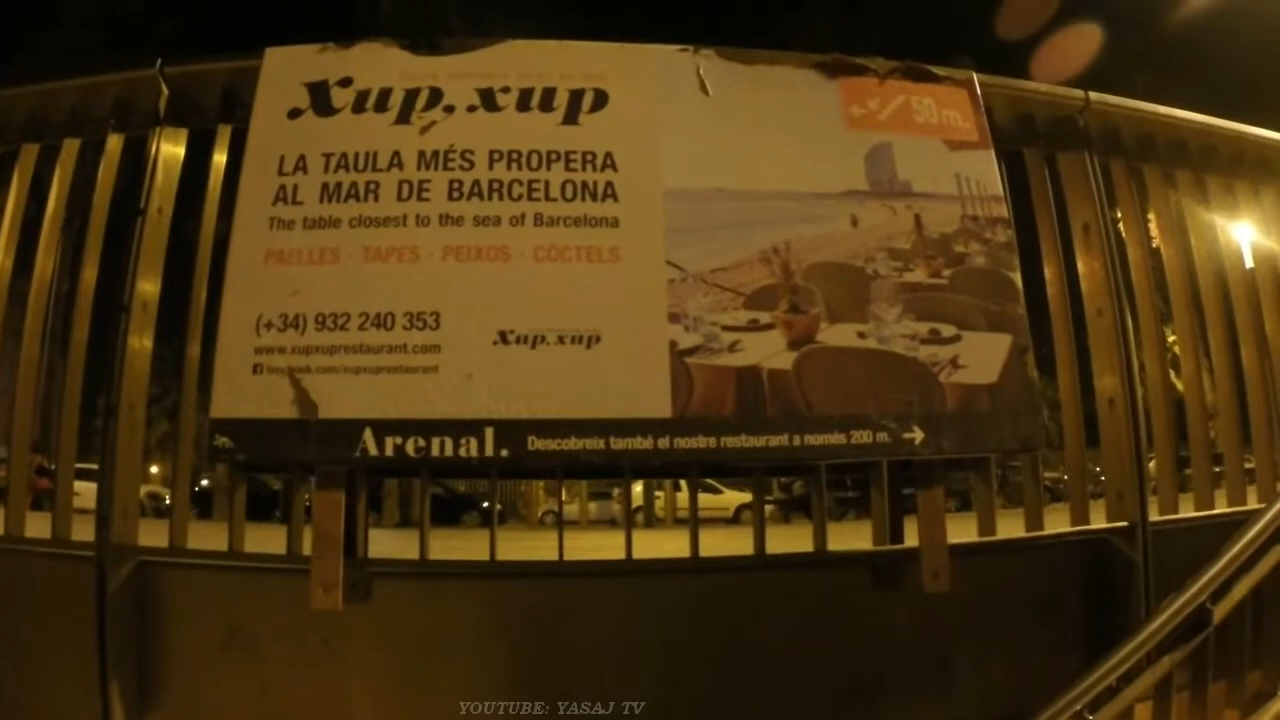 Xup, xup
LA TAULA MÉS PROPERA
AL MAR DE BARCELONA
The table closest to the sea of Barcelona
PAELLES · TAPES · PEIXOS · CÒCTELS
(+34) 932 240 353
www.xupxuprestaurant.com
facebook.com/xupxuprestaurant
Xup, xup
50 m.
Arenal. Descobreix també el nostre restaurant a només 200 m. →
YOUTUBE: YASAJ TV